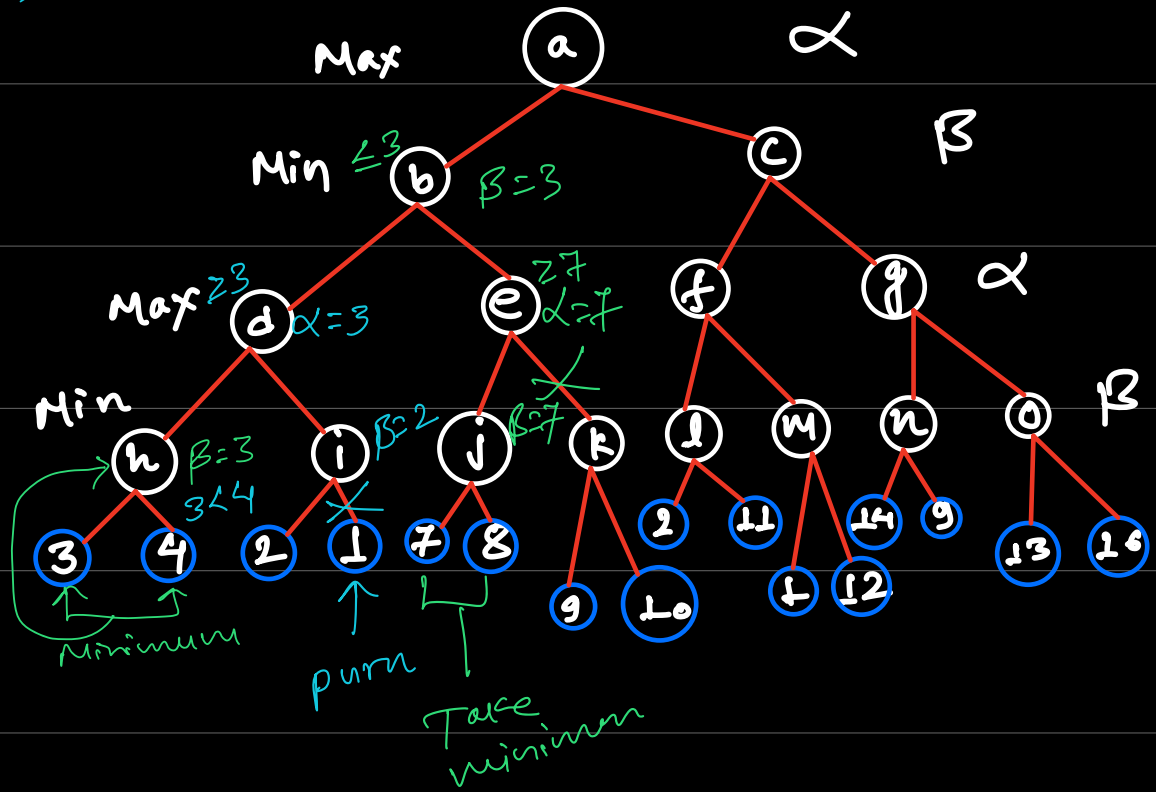 Max a α
Min ≤3 b β=3 c β
Max ≥3 d α=3 e ≥7 α=7 f g α
Min h β=3 i β=2 j β=7 k l m n o β
3<4
3 4 2 1 7 8 2 11 14 9 13 16
9 10 1 12
Minimum
purn
Take
minimum